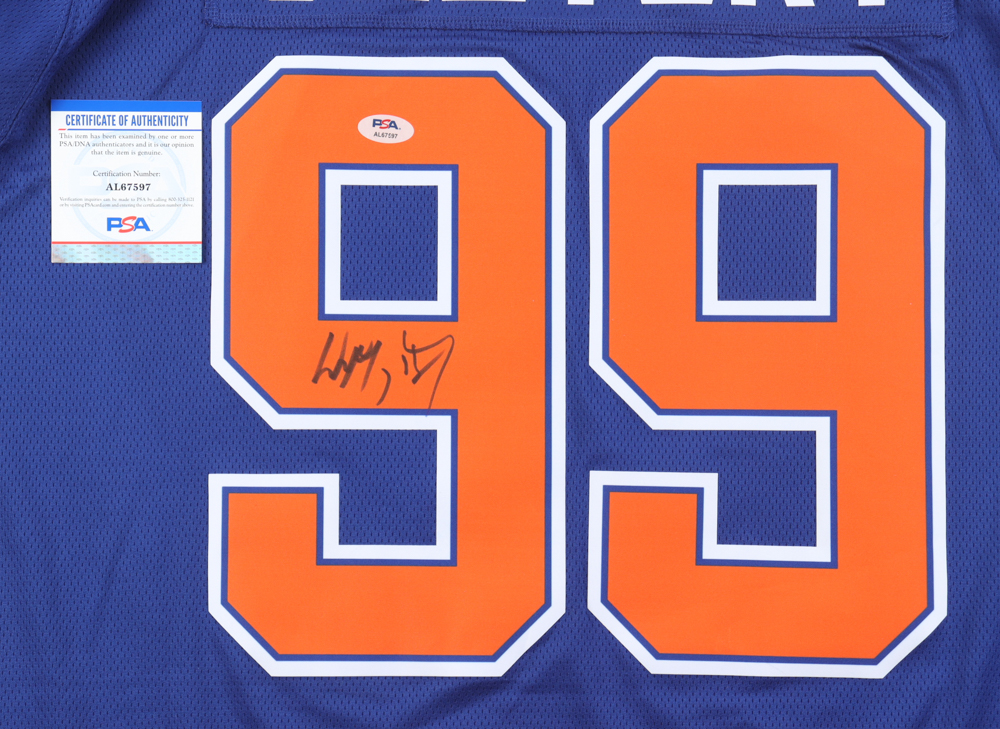 99
PSA
AL67597
CERTIFICATE OF AUTHENTICITY
This item has been examined by one or more
PSA/DNA authenticators and it is our opinion
that the item is genuine.
Certification Number:
AL67597
PSA